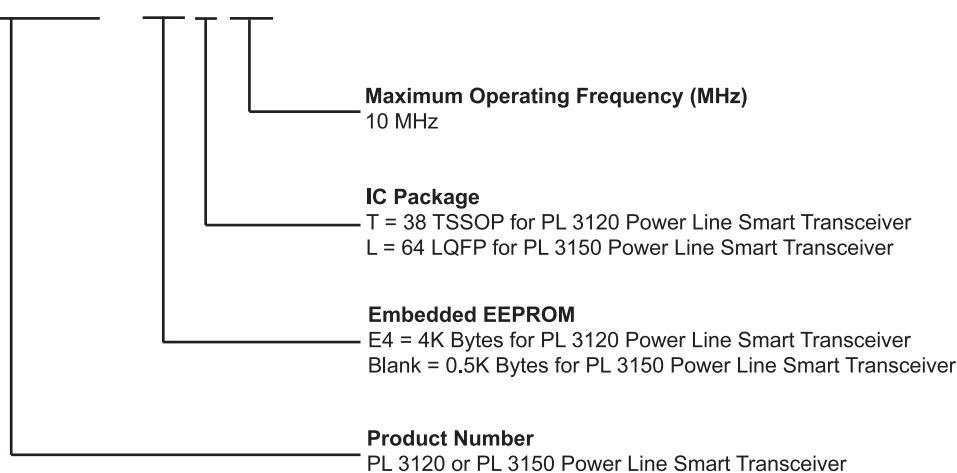 Maximum Operating Frequency (MHz)
10 MHz
IC Package
T = 38 TSSOP for PL 3120 Power Line Smart Transceiver
L = 64 LQFP for PL 3150 Power Line Smart Transceiver
Embedded EEPROM
E4 = 4K Bytes for PL 3120 Power Line Smart Transceiver
Blank = 0.5K Bytes for PL 3150 Power Line Smart Transceiver
Product Number
PL 3120 or PL 3150 Power Line Smart Transceiver